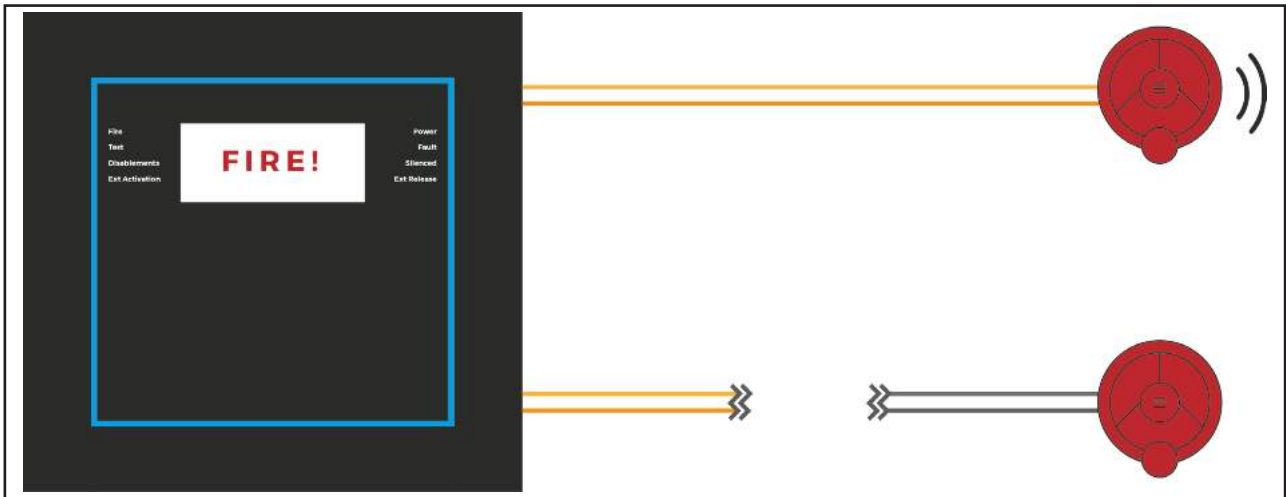 Fire
Test
Disablements
Ext Activation
FIRE!
Power
Fault
Silenced
Ext Release